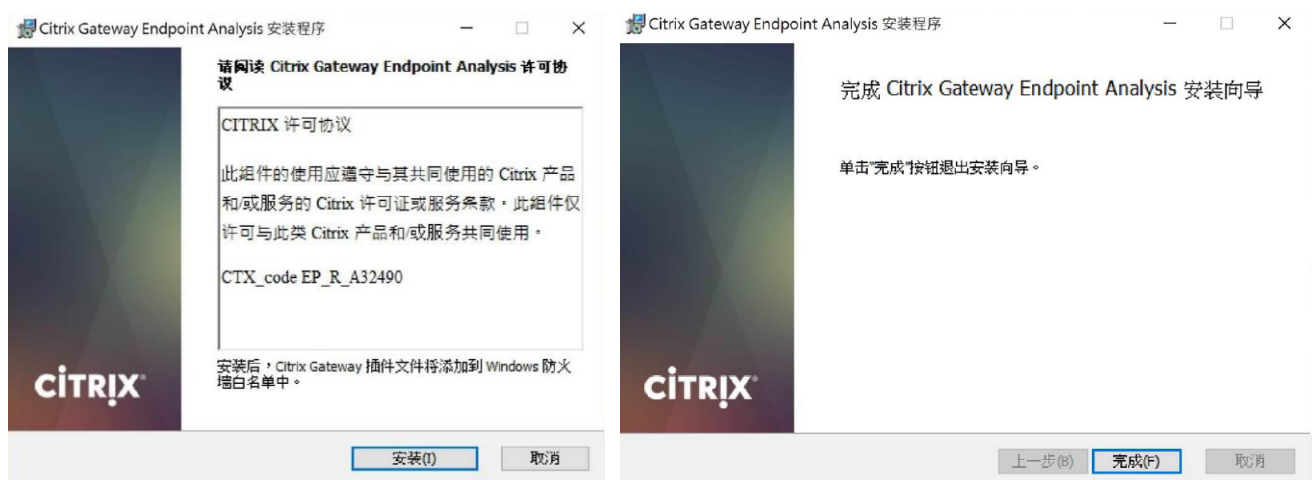 Citrix Gateway Endpoint Analysis 安装程序
请阅读 Citrix Gateway Endpoint Analysis 许可协
议
CITRIX 许可协议
此组件的使用应遵守与其共同使用的 Citrix 产品
和/或服务的 Citrix 许可证或服务条款。此组件仅
许可与此类 Citrix 产品和/或服务共同使用。
CTX_code EP_R_A32490
安装后,Citrix Gateway 插件文件将添加到 Windows 防火
墙白名单中。
CİTRỊX
安装(I)
取消
Citrix Gateway Endpoint Analysis 安装程序
完成 Citrix Gateway Endpoint Analysis 安装向导
单击"完成"按钮退出安装向导。
CİTRỊX
上一步(B)
完成(F)
取消